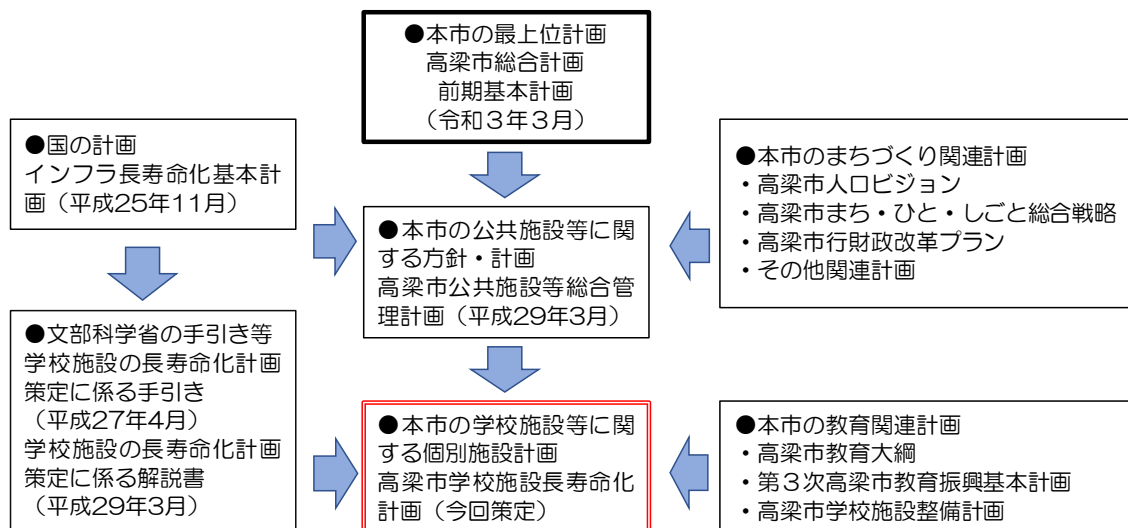 ●本市の最上位計画
高梁市総合計画
前期基本計画
（令和３年３月）
●国の計画
インフラ長寿命化基本計
画（平成25年11月）
●本市の公共施設等に関
する方針・計画
高梁市公共施設等総合管
理計画（平成29年3月）
●本市のまちづくり関連計画
・高梁市人口ビジョン
・高梁市まち・ひと・しごと総合戦略
・高梁市行財政改革プラン
・その他関連計画
●文部科学省の手引き等
学校施設の長寿命化計画
策定に係る手引き
（平成27年4月）
学校施設の長寿命化計画
策定に係る解説書
（平成29年3月）
●本市の学校施設等に関
する個別施設計画
高梁市学校施設長寿命化
計画（今回策定）
●本市の教育関連計画
・高梁市教育大綱
・第３次高梁市教育振興基本計画
・高梁市学校施設整備計画